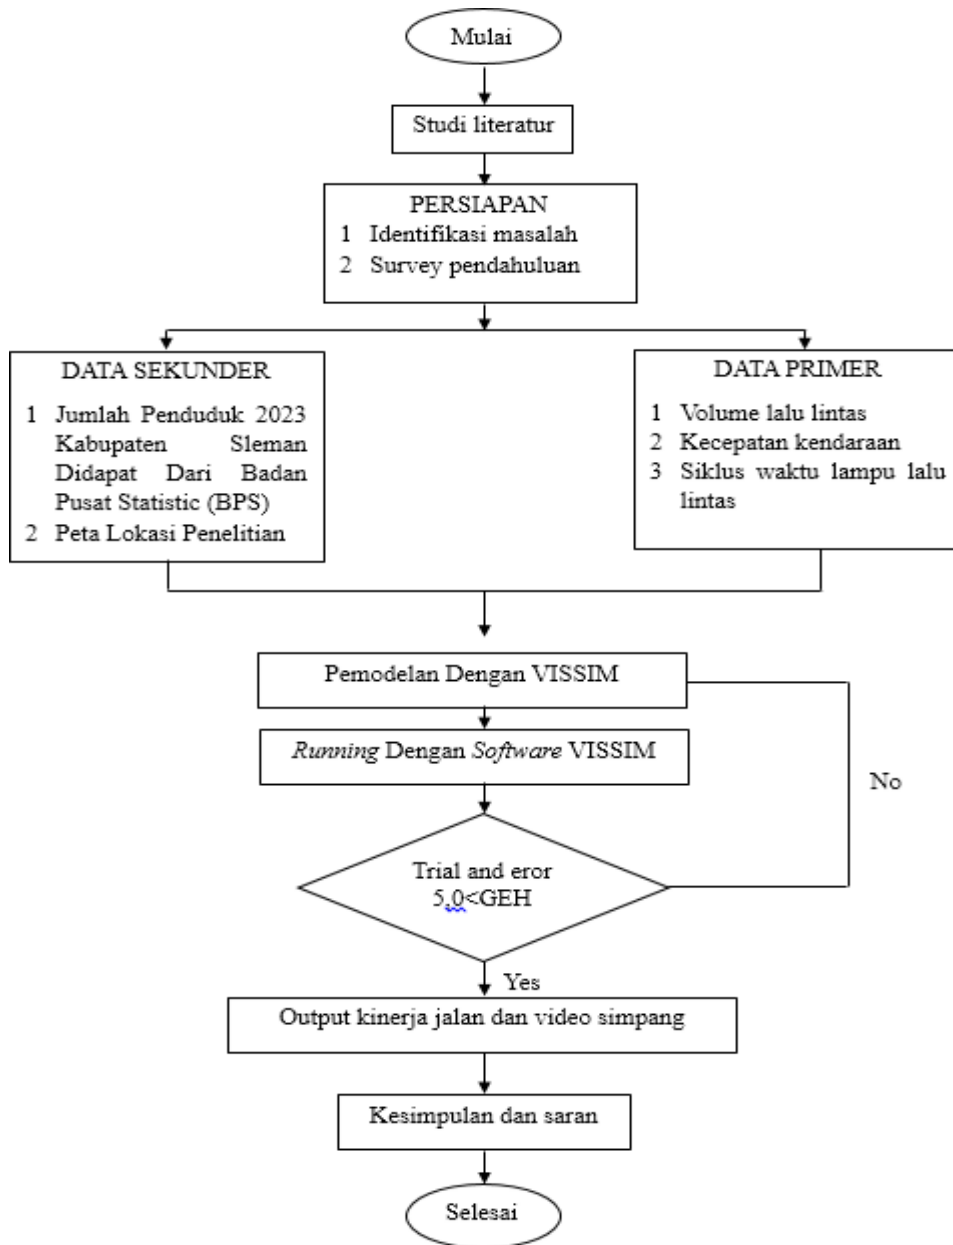 Mulai
Studi literatur
PERSIAPAN
1 Identifikasi masalah
2 Survey pendahuluan
DATA SEKUNDER
1 Jumlah Penduduk 2023
Kabupaten Sleman
Didapat Dari Badan
Pusat Statistic (BPS)
2 Peta Lokasi Penelitian
DATA PRIMER
1 Volume lalu lintas
2 Kecepatan kendaraan
3 Siklus waktu lampu lalu
lintas
Pemodelan Dengan VISSIM
Running Dengan Software VISSIM
No
Trial and eror
5,0<GEH
Yes
Output kinerja jalan dan video simpang
Kesimpulan dan saran
Selesai